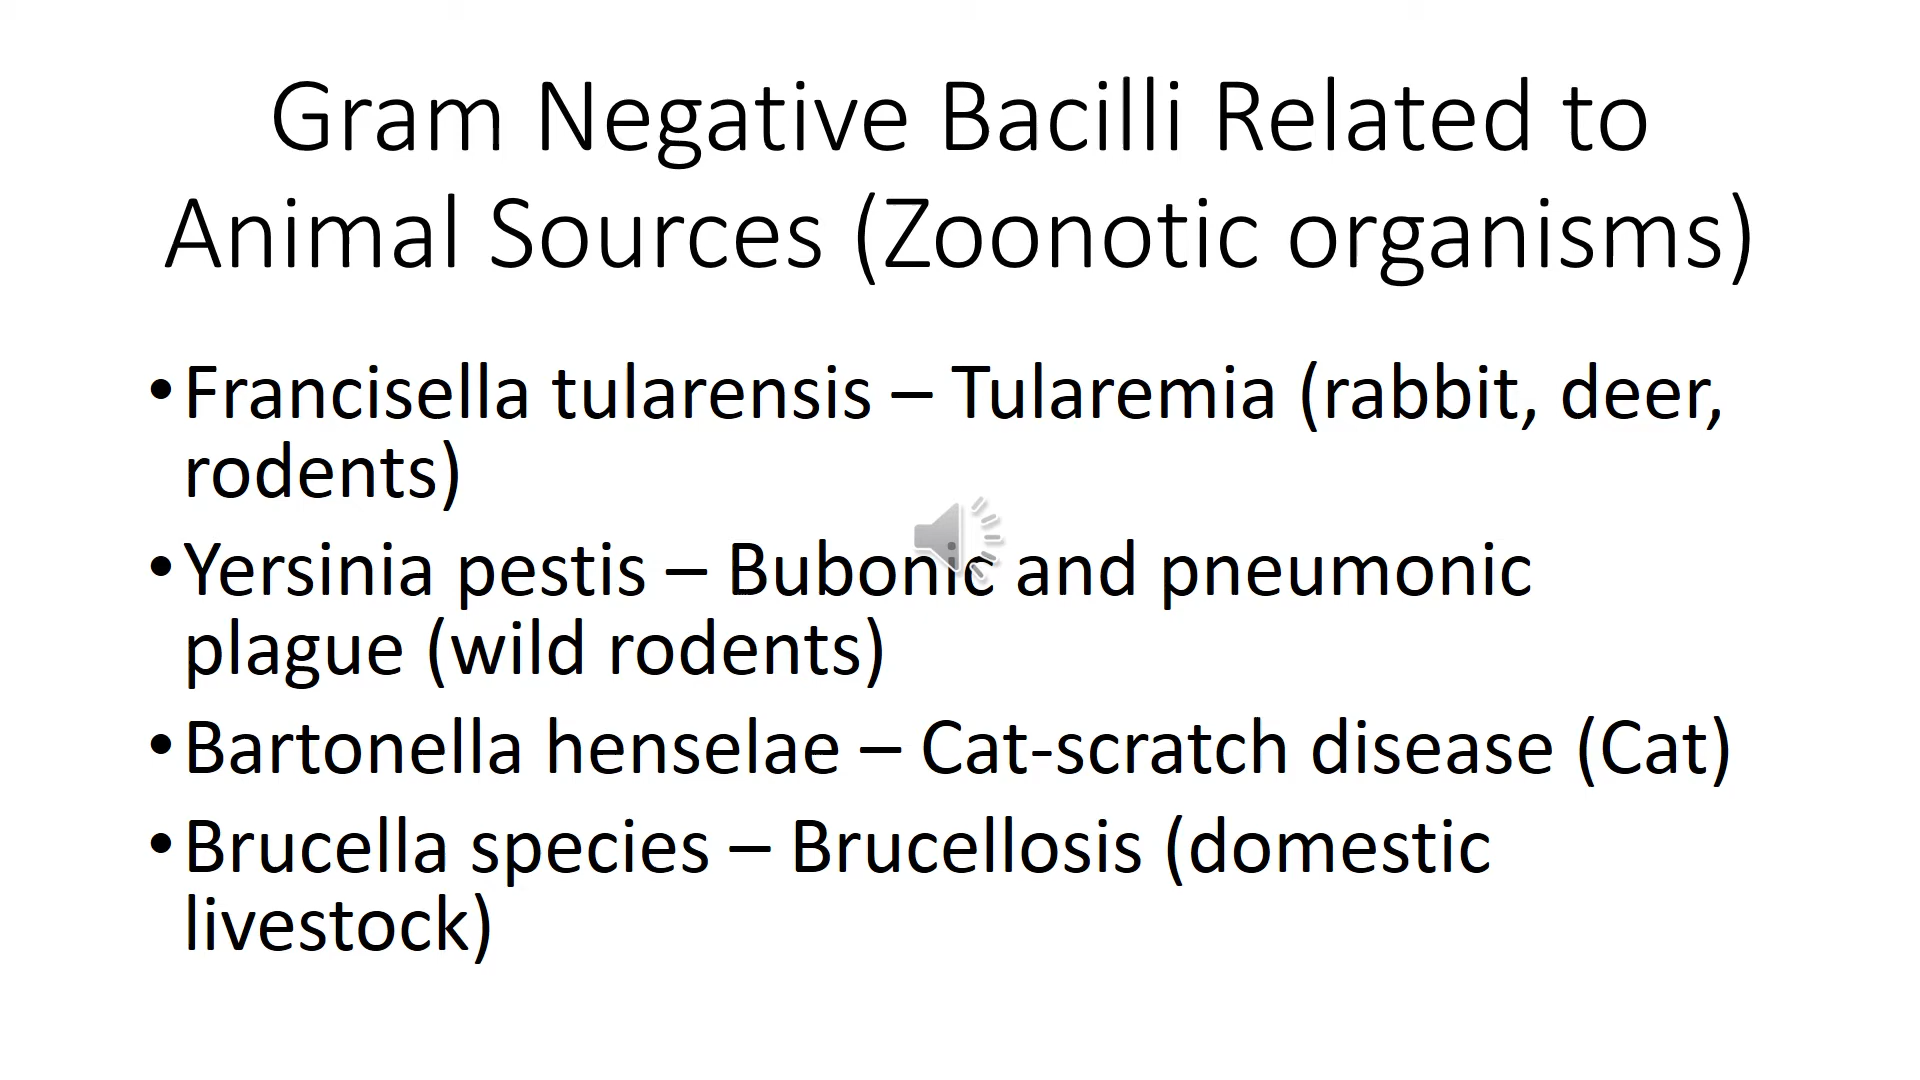 Gram Negative Bacilli Related to
Animal Sources (Zoonotic organisms)
•Francisella tularensis – Tularemia (rabbit, deer,
rodents)
•Yersinia pestis – Bubonic and pneumonic
plague (wild rodents)
•Bartonella henselae – Cat-scratch disease (Cat)
•Brucella species – Brucellosis (domestic
livestock)